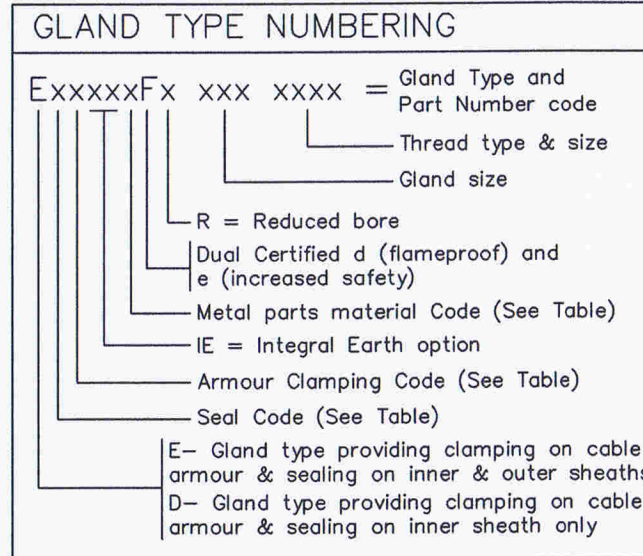 GLAND TYPE NUMBERING
ExxxxxFx xxx xxxx = Gland Type and
Part Number code
Thread type & size
Gland size
R = Reduced bore
Dual Certified d (flameproof) and
e (increased safety)
Metal parts material Code (See Table)
IE = Integral Earth option
Armour Clamping Code (See Table)
Seal Code (See Table)
E– Gland type providing clamping on cable
armour & sealing on inner & outer sheaths
D– Gland type providing clamping on cable
armour & sealing on inner sheath only